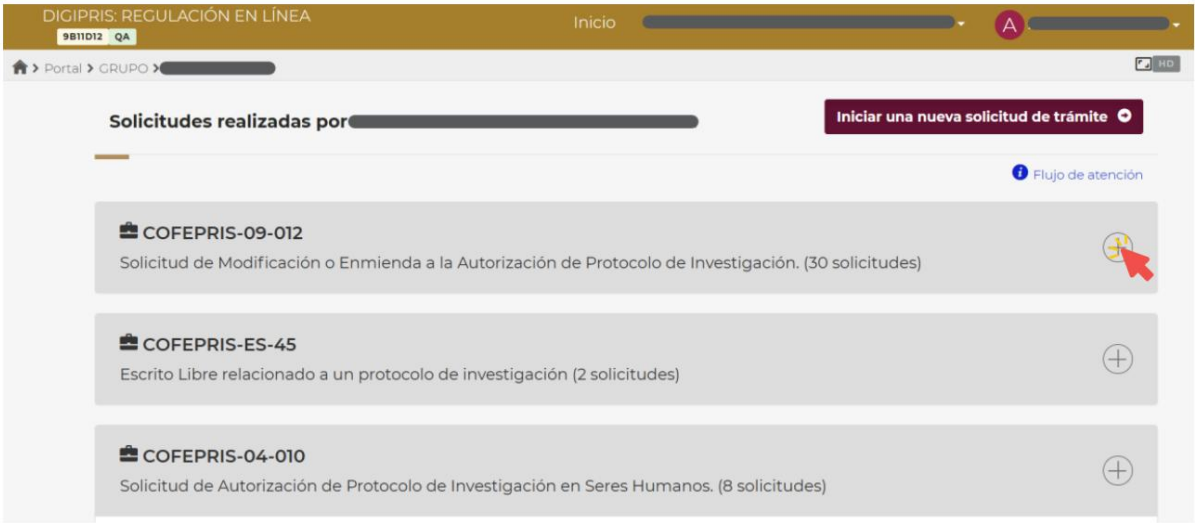 DIGIPRIS: REGULACIÓN EN LÍNEA
9B11D12 QA
Inicio
A
Portal > GRUPO >
HD
Solicitudes realizadas por
Iniciar una nueva solicitud de trámite
Flujo de atención
COFEPRIS-09-012
Solicitud de Modificación o Enmienda a la Autorización de Protocolo de Investigación. (30 solicitudes)
COFEPRIS-ES-45
Escrito Libre relacionado a un protocolo de investigación (2 solicitudes)
COFEPRIS-04-010
Solicitud de Autorización de Protocolo de Investigación en Seres Humanos. (8 solicitudes)